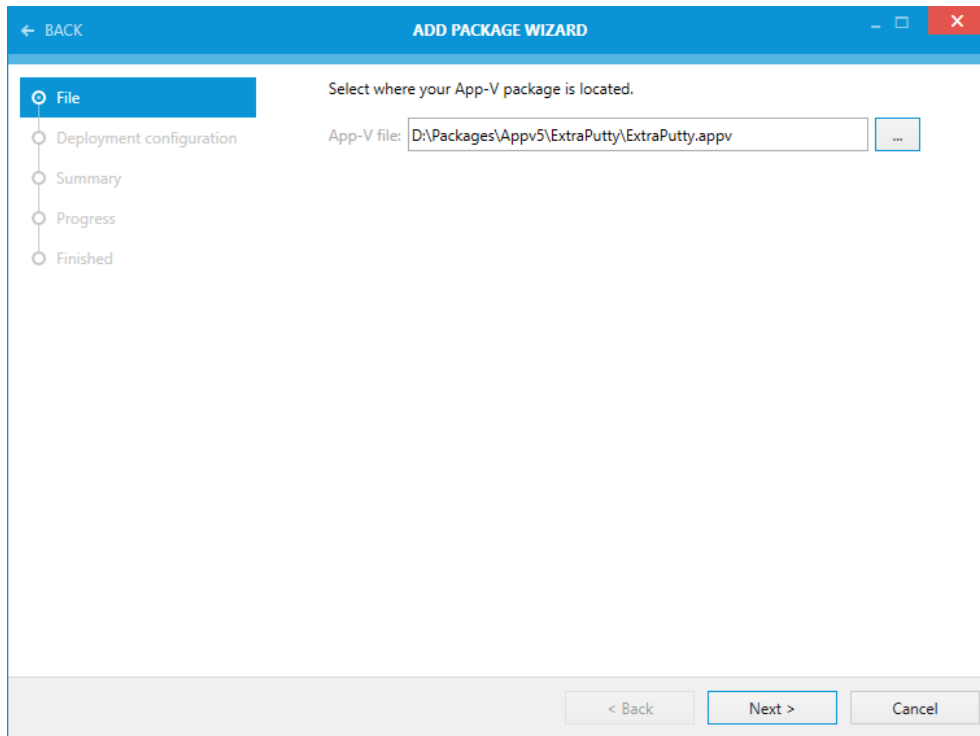 ← BACK
ADD PACKAGE WIZARD
File
Deployment configuration
Summary
Progress
Finished
Select where your App-V package is located.
App-V file: D:\Packages\Appv5\ExtraPutty\ExtraPutty.appv ...
< Back Next > Cancel